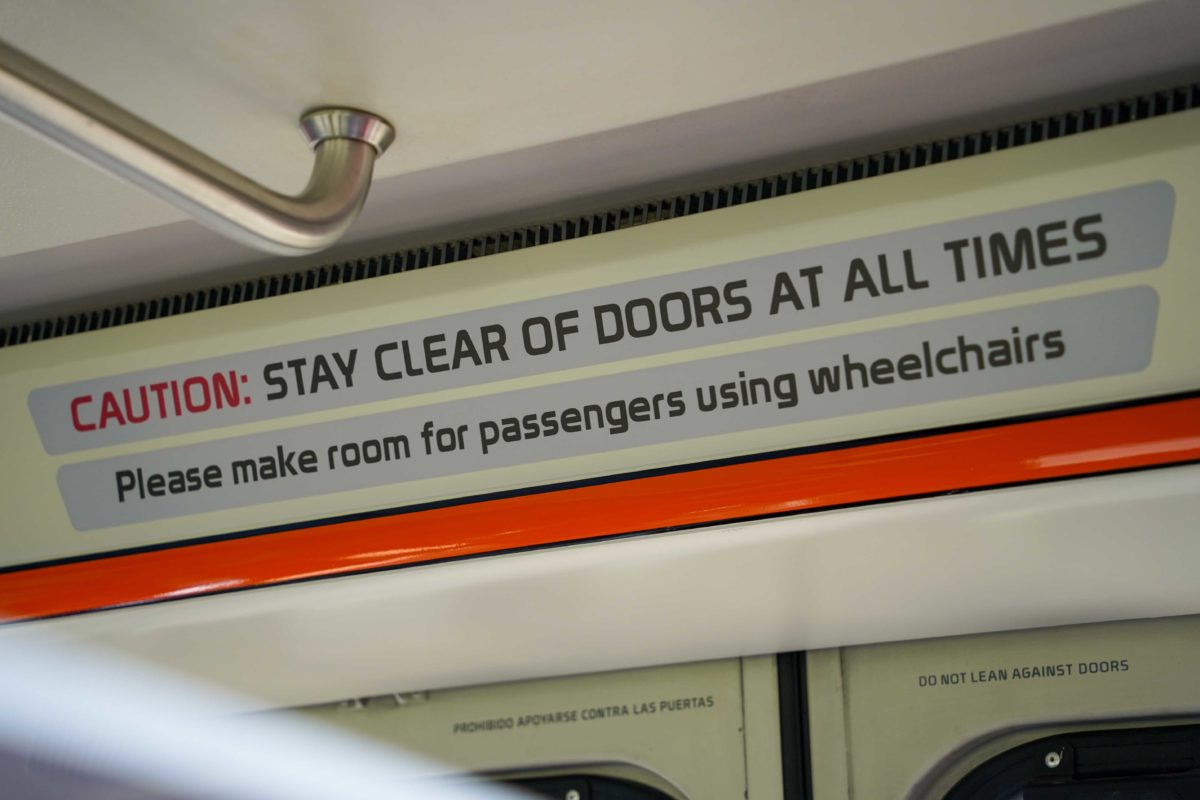 CAUTION: STAY CLEAR OF DOORS AT ALL TIMES
Please make room for passengers using wheelchairs
PROHIBIDO APOYARSE CONTRA LAS PUERTAS
DO NOT LEAN AGAINST DOORS